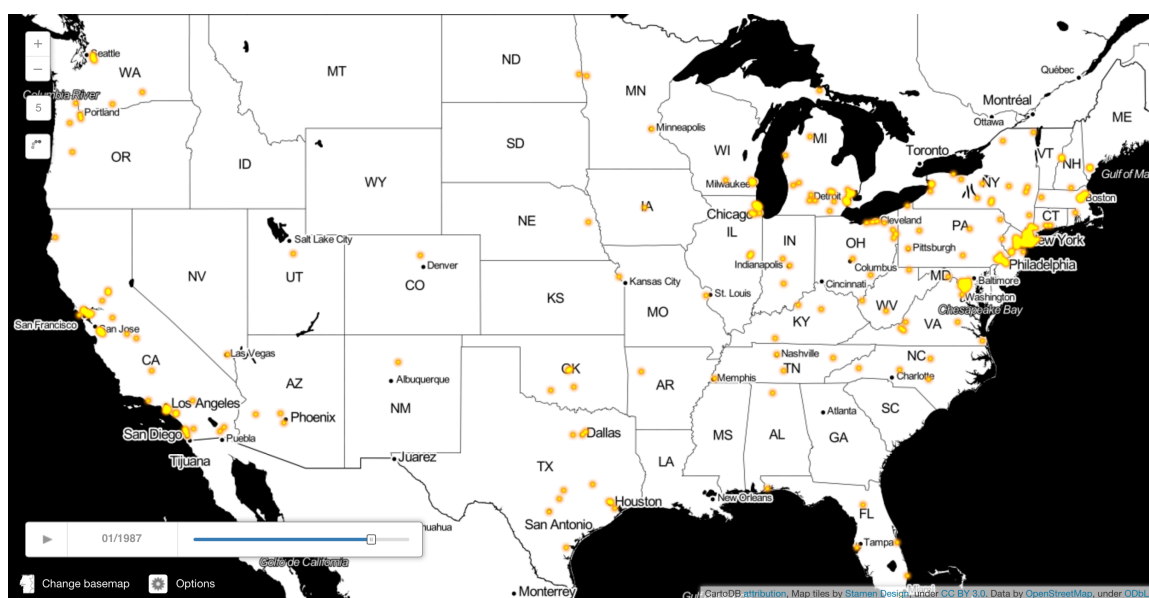 +
Seattle
−
WA
MT
ND
MN
Québec
Columbia River
5
Portland
Montréal
Ottawa
ME
OR
ID
SD
Minneapolis
WI
MI
Toronto
VT
NH
Gulf of Ma
WY
Milwaukee
Detroit
NY
Boston
IA
Chicago
NE
IL
IN
OH
Cleveland
PA
CT
New York
Salt Lake City
NV
UT
Denver
CO
Pittsburgh
Indianapolis
Columbus
Philadelphia
MD
Baltimore
Kansas City
KS
St. Louis
Cincinnati
Washington
San Francisco
San Jose
MO
WV
Chesapeake Bay
KY
VA
CA
Las Vegas
Nashville
NC
OK
TN
Albuquerque
AZ
AR
Memphis
Charlotte
Los Angeles
NM
SC
Phoenix
Atlanta
San Diego
Puebla
Dallas
MS
AL
GA
Tijuana
Juarez
LA
TX
Houston
New Orleans
San Antonio
FL
01/1987
huahua
Tampa
Golfo de California
Change basemap
Options
Monterrey
CartoDB attribution, Map tiles by Stamen Design, under CC BY 3.0. Data by OpenStreetMap, under ODbL